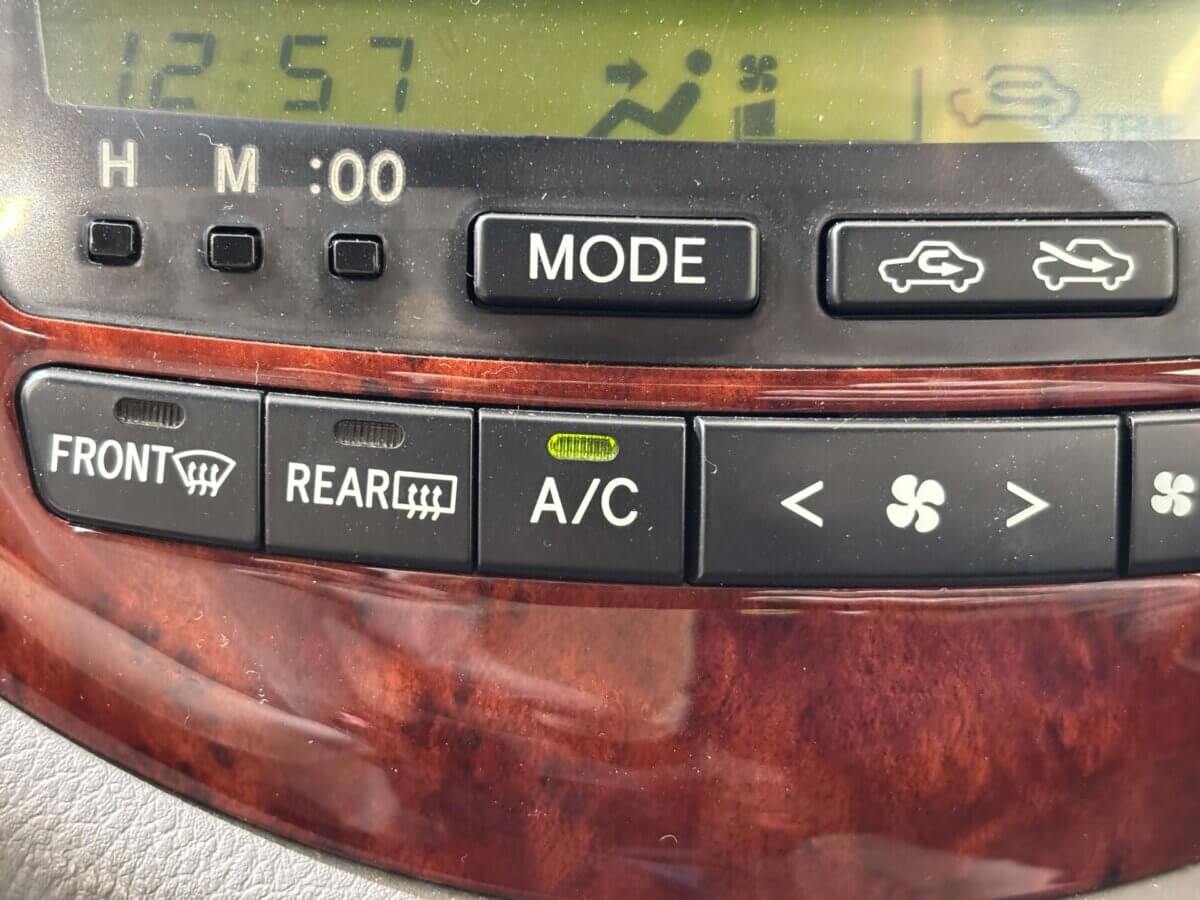 12:57
H M :00
MODE
FRONT REAR A/C < >